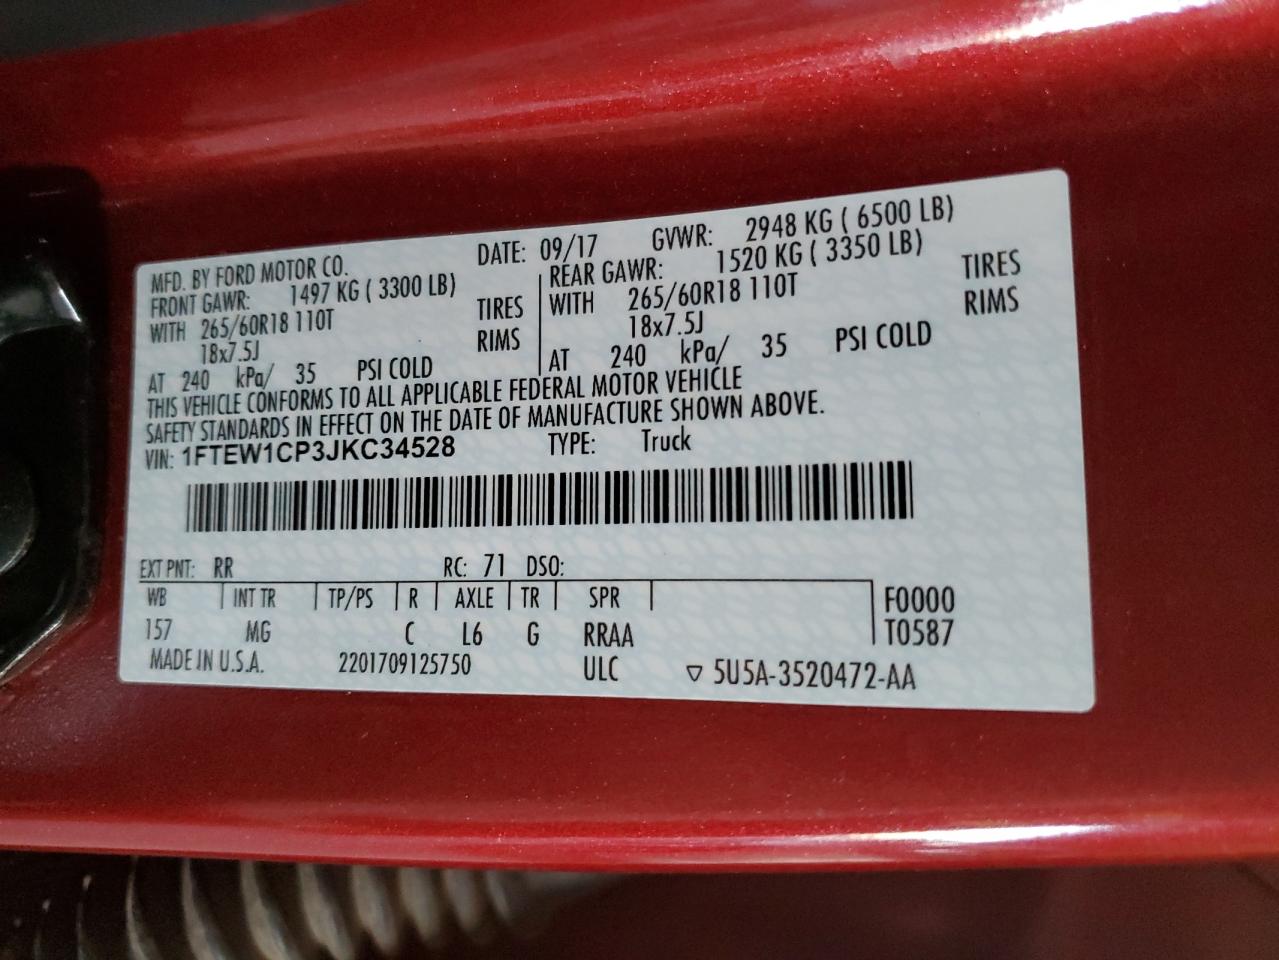 MFD. BY FORD MOTOR CO. DATE: 09/17 GVWR: 2948 KG ( 6500 LB)
FRONT GAWR: 1497 KG ( 3300 LB) REAR GAWR: 1520 KG ( 3350 LB)
WITH 265/60R18 110T TIRES WITH 265/60R18 110T TIRES
18x7.5J RIMS 18x7.5J RIMS
AT 240 kPa/ 35 PSI COLD AT 240 kPa/ 35 PSI COLD
THIS VEHICLE CONFORMS TO ALL APPLICABLE FEDERAL MOTOR VEHICLE
SAFETY STANDARDS IN EFFECT ON THE DATE OF MANUFACTURE SHOWN ABOVE.
VIN: 1FTEW1CP3JKC34528 TYPE: Truck
EXT PNT: RR RC: 71 DSO:
WB INT TR TP/PS R AXLE TR SPR F0000
157 MG C L6 G RRAA T0587
MADE IN U.S.A. 2201709125750 ULC ▽ 5U5A-3520472-AA